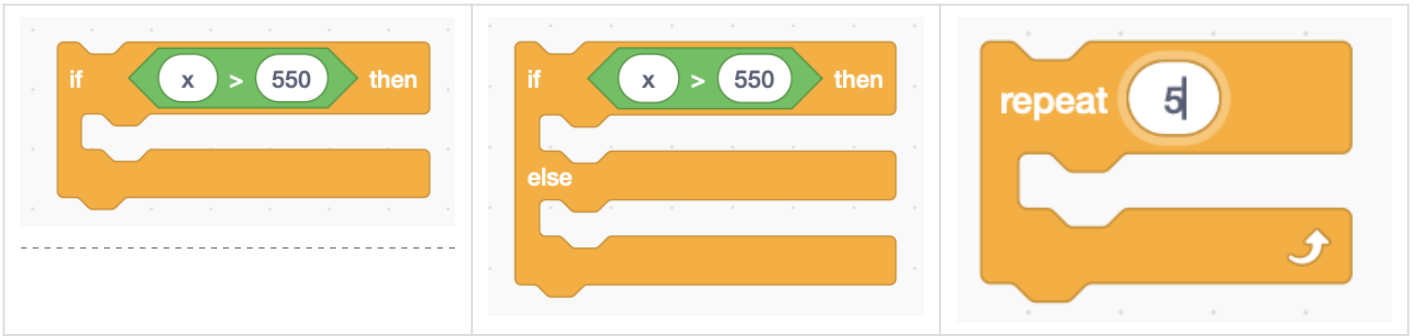 if x > 550 then
if x > 550 then
else
repeat 5